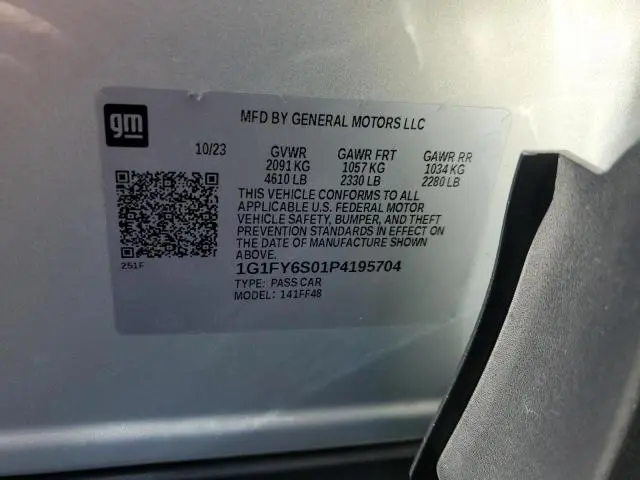 gm
MFD BY GENERAL MOTORS LLC
10/23 GVWR GAWR FRT GAWR RR
2091 KG 1057 KG 1034 KG
4610 LB 2330 LB 2280 LB
THIS VEHICLE CONFORMS TO ALL
APPLICABLE U.S. FEDERAL MOTOR
VEHICLE SAFETY, BUMPER, AND THEFT
PREVENTION STANDARDS IN EFFECT ON
THE DATE OF MANUFACTURE SHOWN
ABOVE.
251F
1G1FY6S01P4195704
TYPE: PASS CAR
MODEL: 141FF48